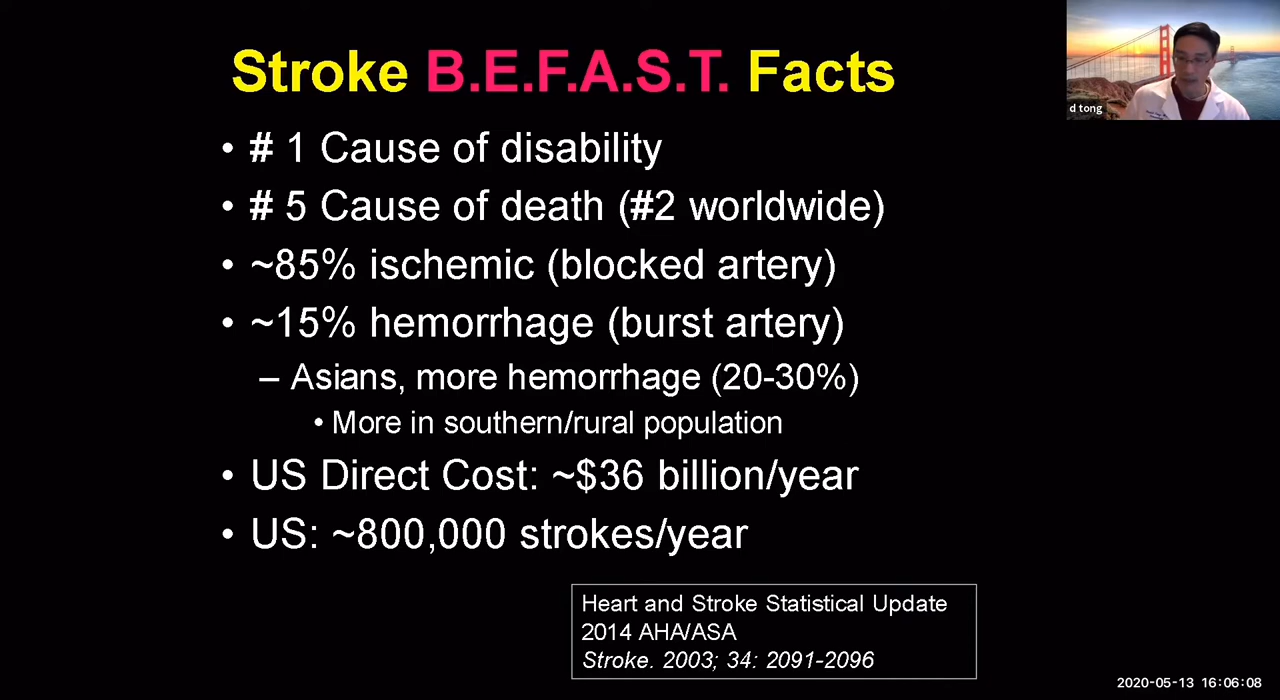 Stroke B.E.F.A.S.T. Facts
d tong
• # 1 Cause of disability
• # 5 Cause of death (#2 worldwide)
• ~85% ischemic (blocked artery)
• ~15% hemorrhage (burst artery)
– Asians, more hemorrhage (20-30%)
• More in southern/rural population
• US Direct Cost: ~$36 billion/year
• US: ~800,000 strokes/year
Heart and Stroke Statistical Update
2014 AHA/ASA
Stroke. 2003; 34: 2091-2096
2020-05-13 16:06:08